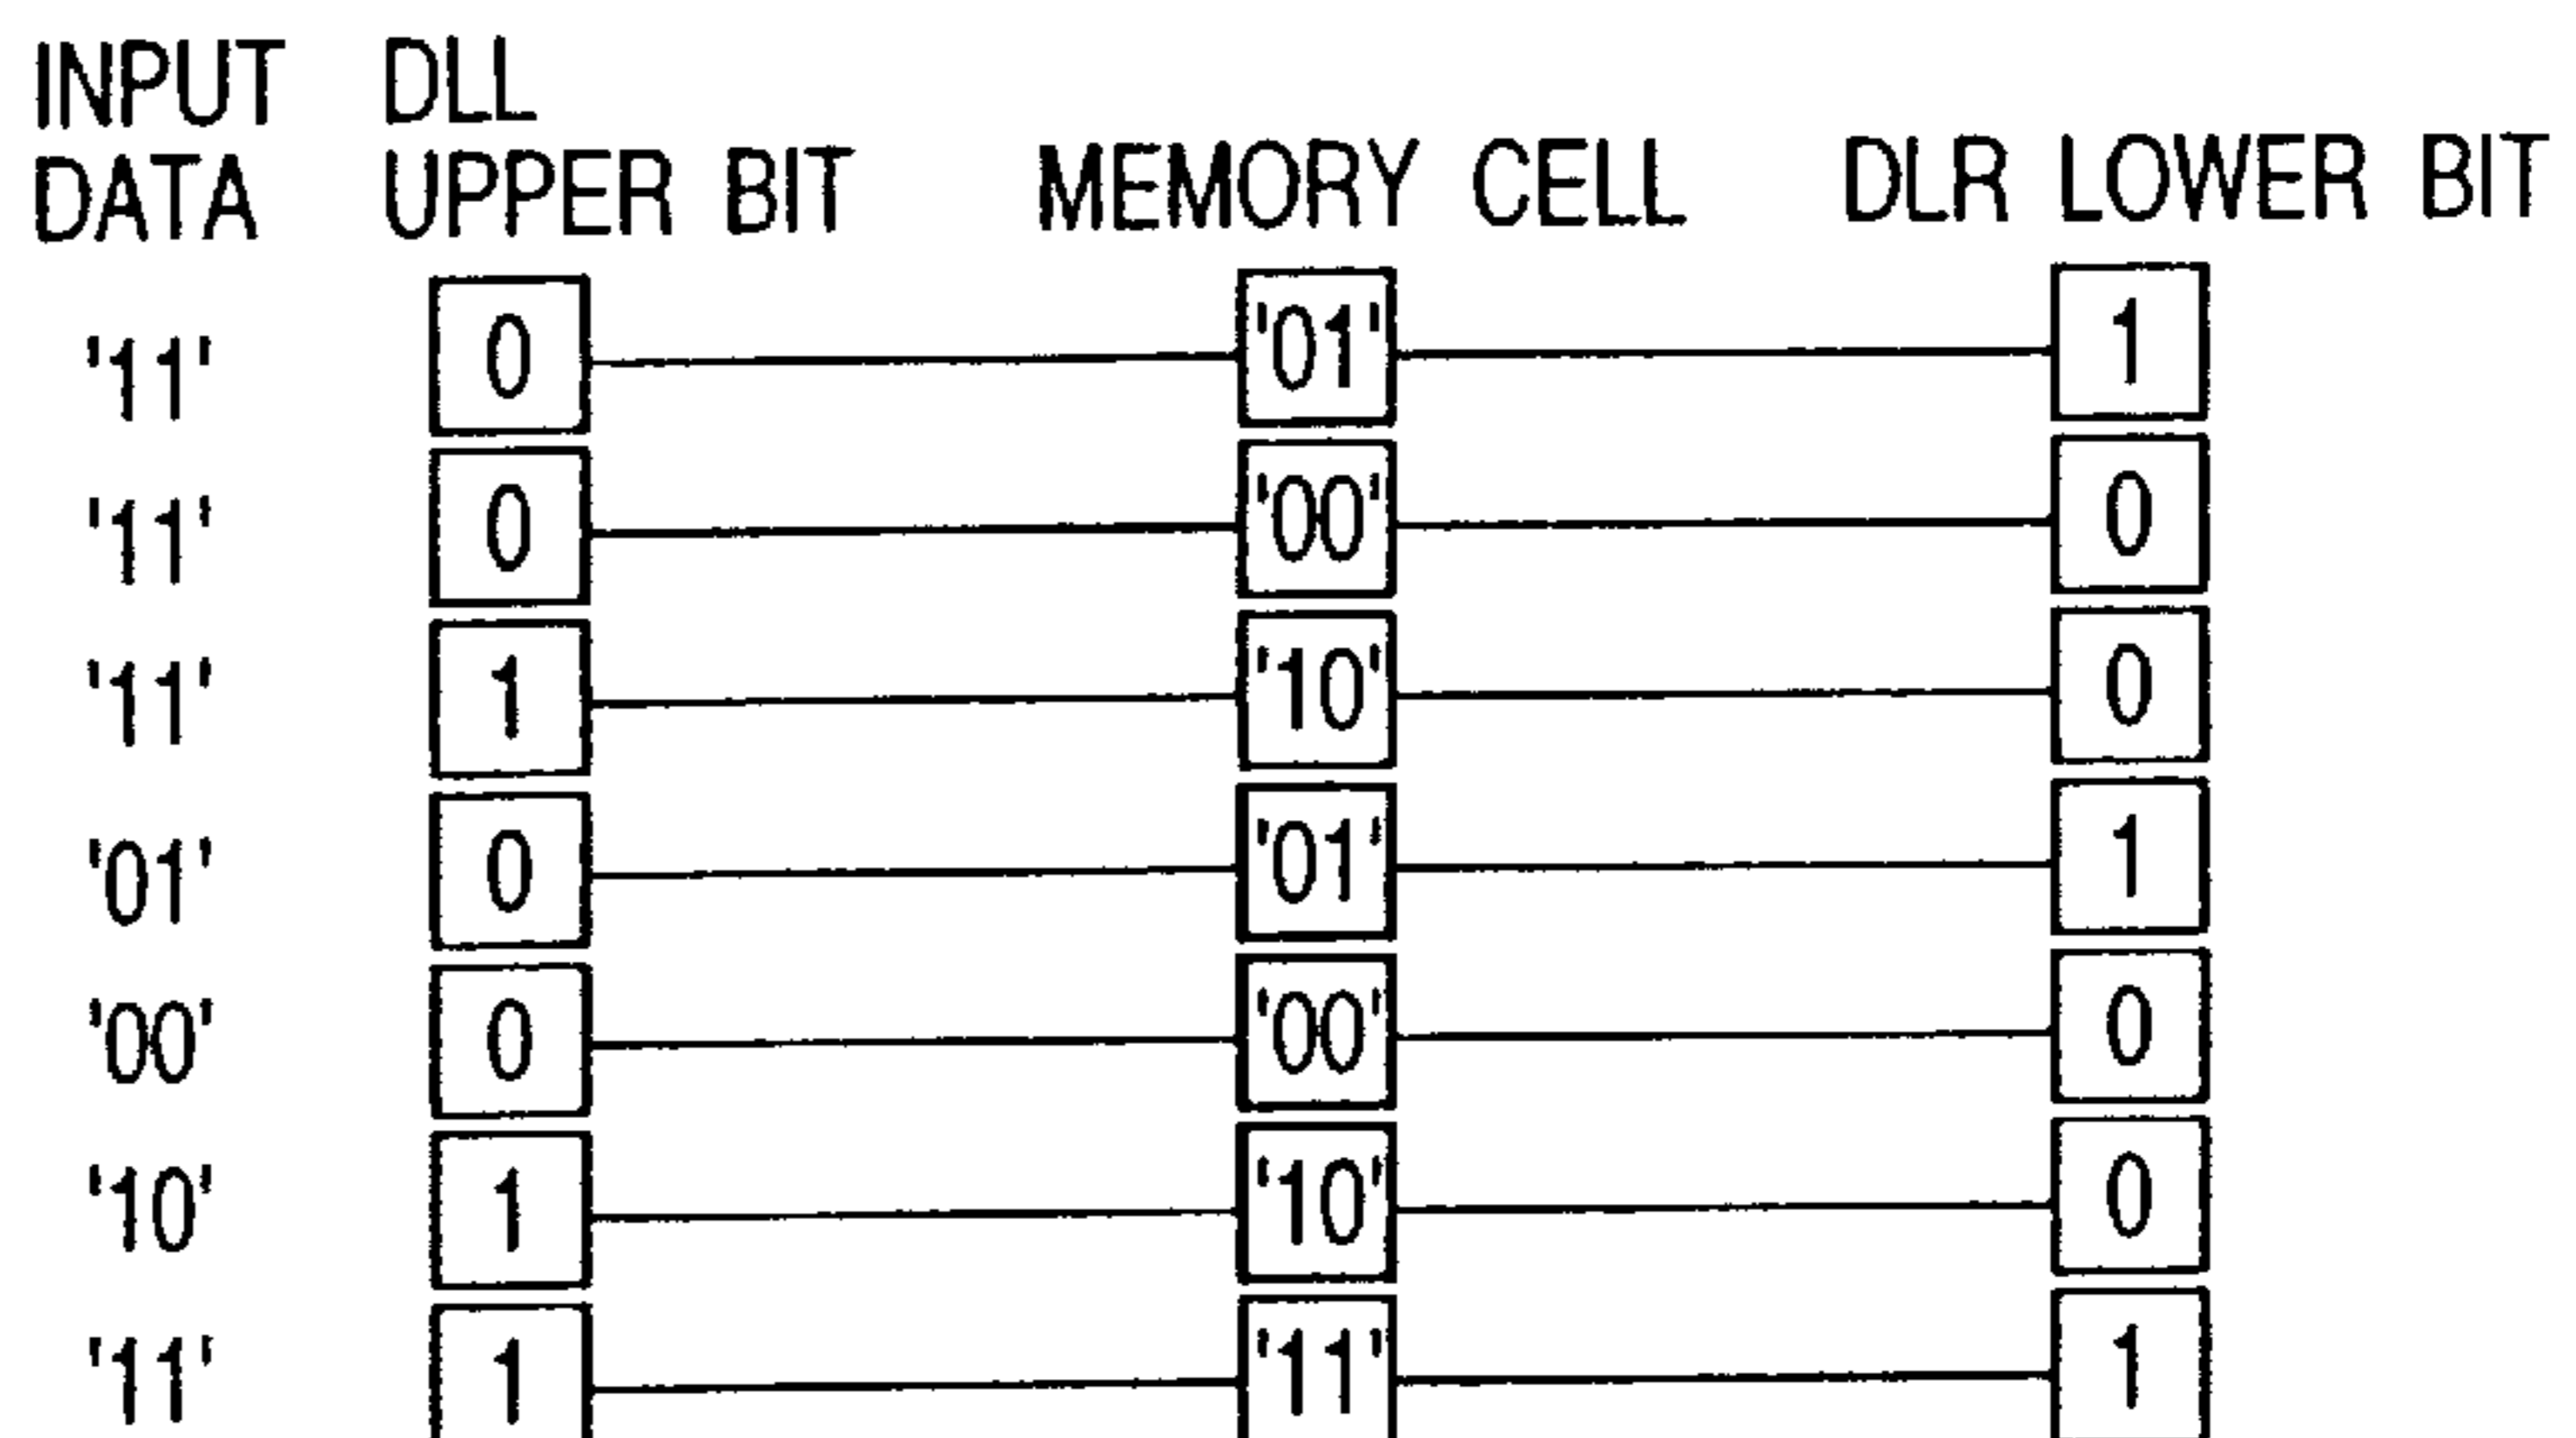 INPUT DLL
DATA UPPER BIT MEMORY CELL DLR LOWER BIT
'11' 0 '01' 1
'11' 0 '00' 0
'11' 1 '10' 0
'01' 0 '01' 1
'00' 0 '00' 0
'10' 1 '10' 0
'11' 1 '11' 1